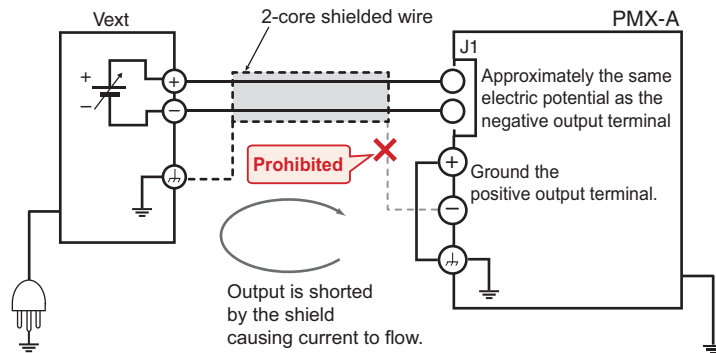 Vext
2-core shielded wire
PMX-A
J1
+
−
+
−
Approximately the same
electric potential as the
negative output terminal
Prohibited
+
Ground the
positive output terminal.
−
Output is shorted
by the shield
causing current to flow.